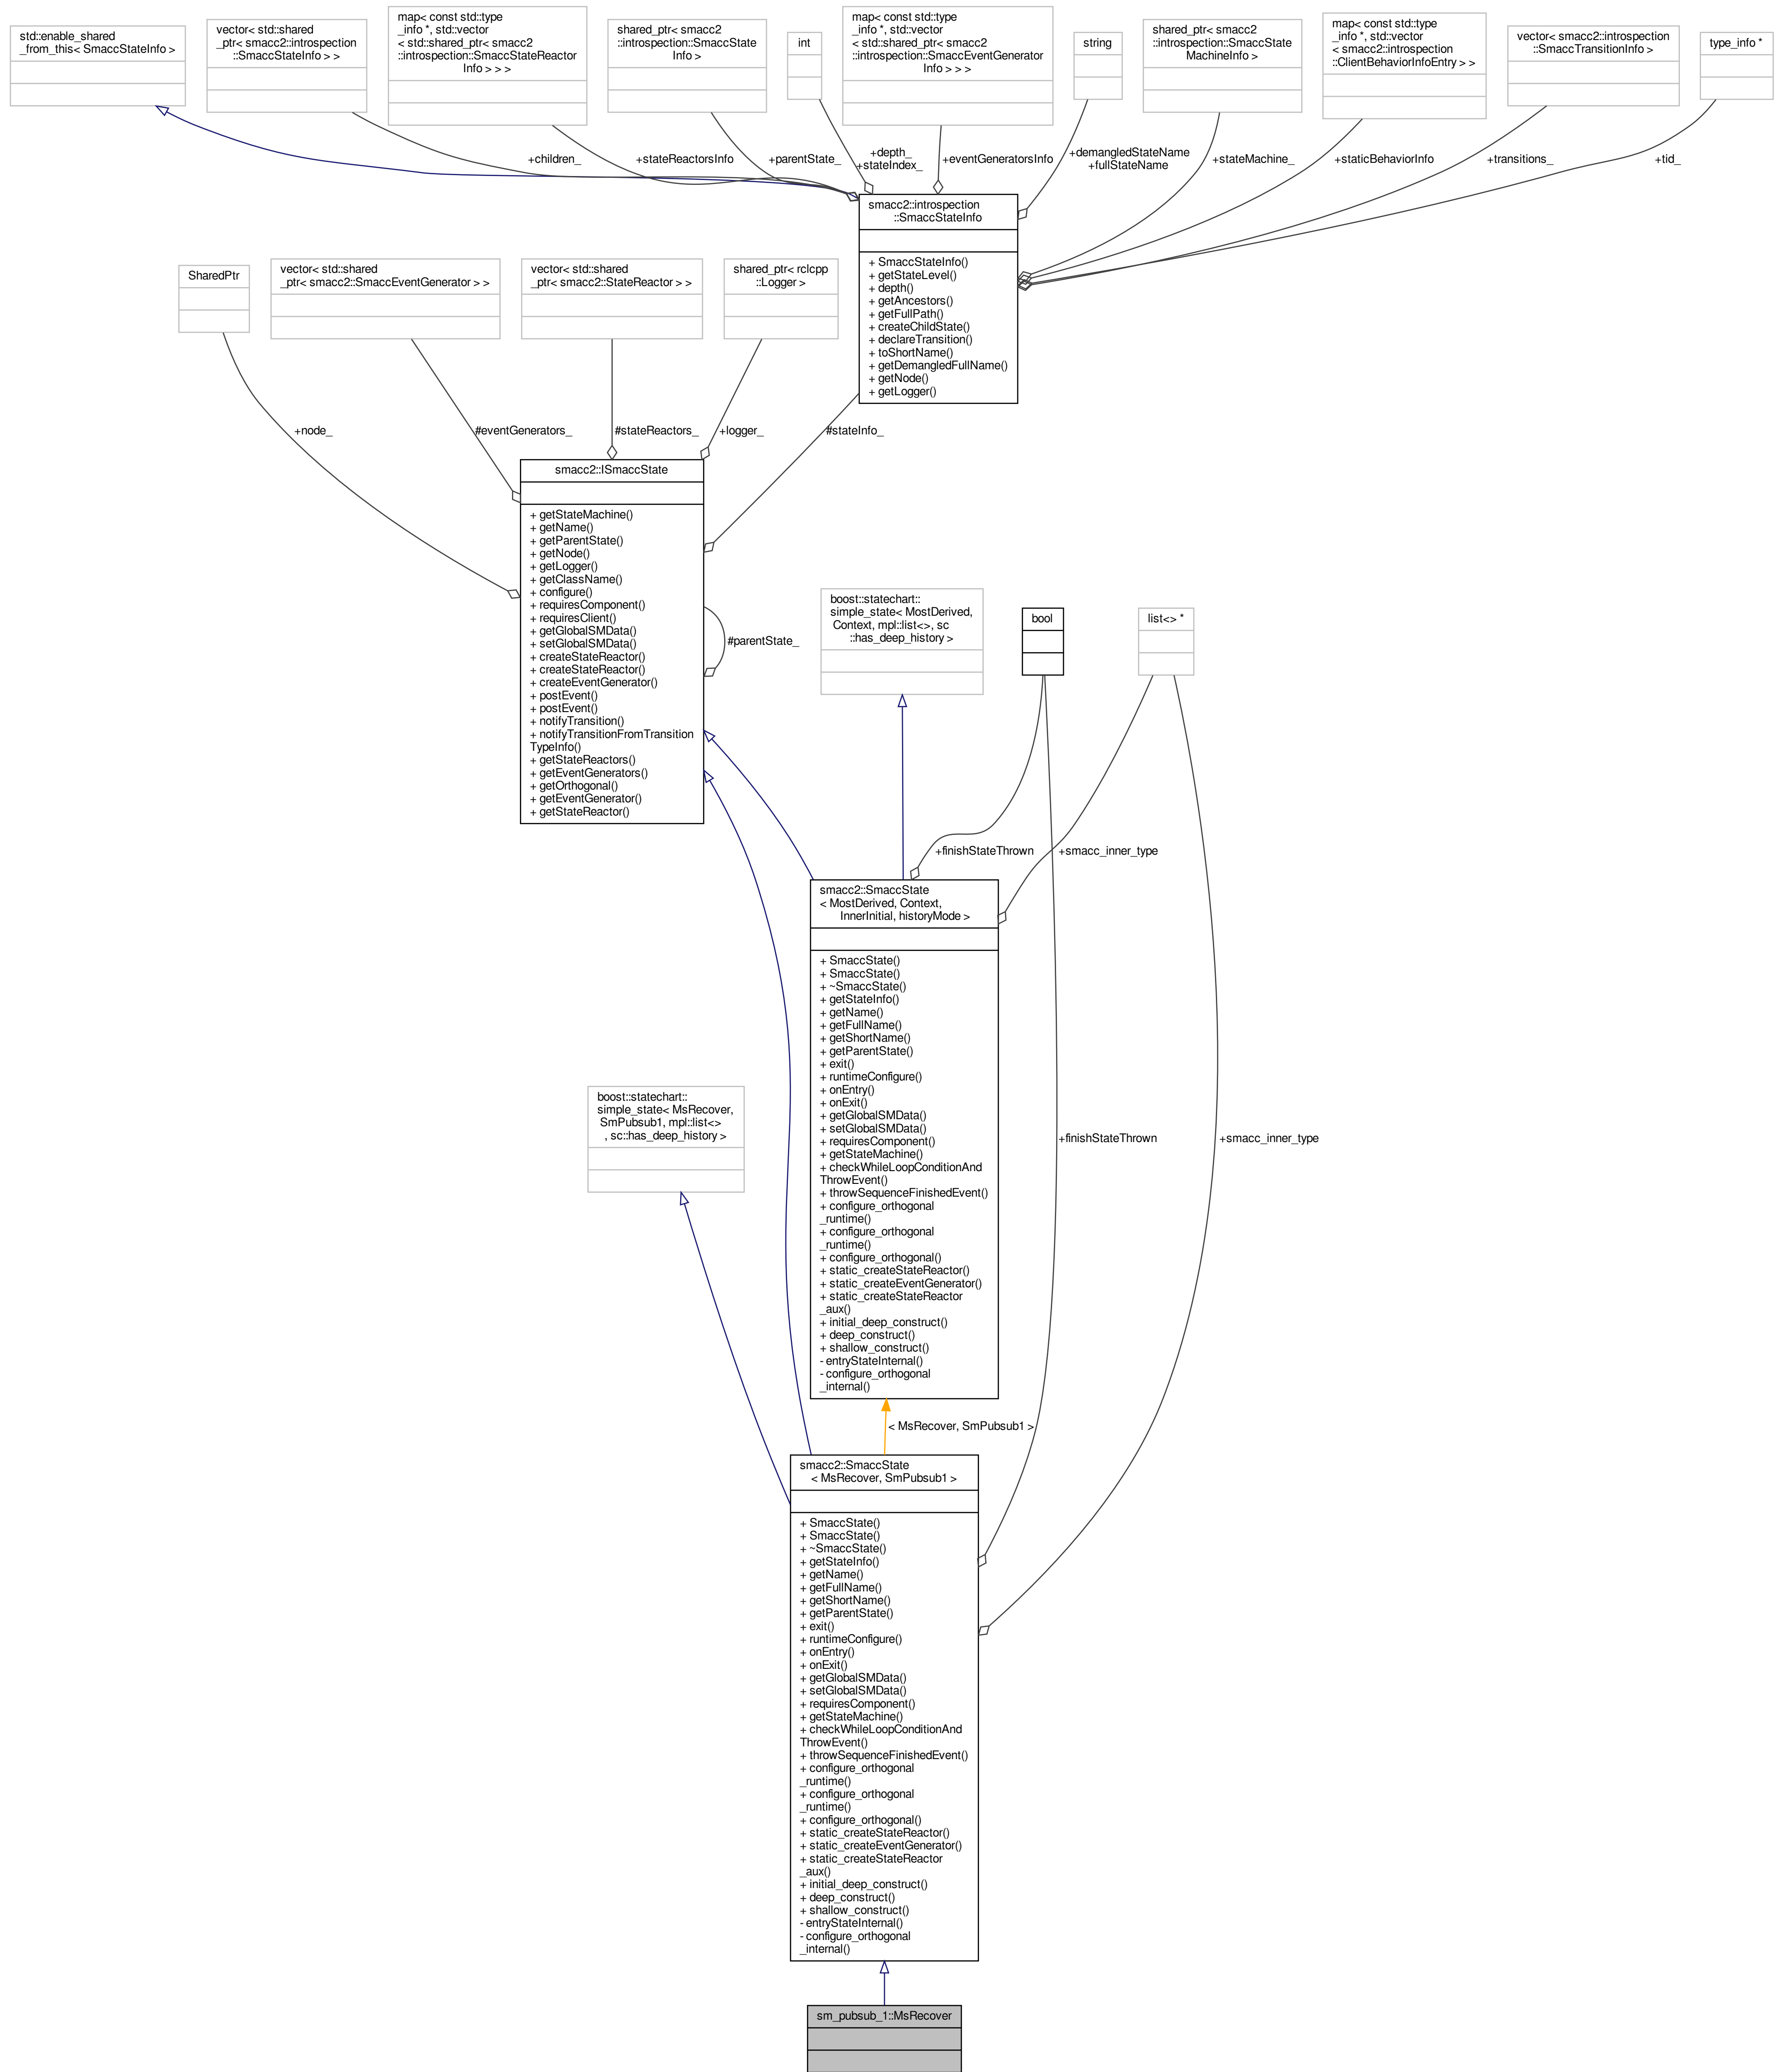 std::enable_shared
_from_this< SmaccStateInfo >
vector< std::shared
_ptr< smacc2::introspection
::SmaccStateInfo > >
map< const std::type
_info *, std::vector
< std::shared_ptr< smacc2
::introspection::SmaccStateReactor
Info > > >
shared_ptr< smacc2
::introspection::SmaccState
Info >
int
map< const std::type
_info *, std::vector
< std::shared_ptr< smacc2
::introspection::SmaccEventGenerator
Info > > >
string
shared_ptr< smacc2
::introspection::SmaccState
MachineInfo >
map< const std::type
_info *, std::vector
< smacc2::introspection
::ClientBehaviorInfoEntry > >
vector< smacc2::introspection
::SmaccTransitionInfo >
type_info *
+children_
+stateReactorsInfo
+parentState_
+depth_
+stateIndex_
+eventGeneratorsInfo
+demangledStateName
+fullStateName
+stateMachine_
+staticBehaviorInfo
+transitions_
+tid_
smacc2::introspection
::SmaccStateInfo
+ SmaccStateInfo()
+ getStateLevel()
+ depth()
+ getAncestors()
+ getFullPath()
+ createChildState()
+ declareTransition()
+ toShortName()
+ getDemangledFullName()
+ getNode()
+ getLogger()
SharedPtr
vector< std::shared
_ptr< smacc2::SmaccEventGenerator > >
vector< std::shared
_ptr< smacc2::StateReactor > >
shared_ptr< rclcpp
::Logger >
+node_
#eventGenerators_
#stateReactors_
+logger_
#stateInfo_
smacc2::ISmaccState
+ getStateMachine()
+ getName()
+ getParentState()
+ getNode()
+ getLogger()
+ getClassName()
+ configure()
+ requiresComponent()
+ requiresClient()
+ getGlobalSMData()
+ setGlobalSMData()
+ createStateReactor()
+ createStateReactor()
+ createEventGenerator()
+ postEvent()
+ postEvent()
+ notifyTransition()
+ notifyTransitionFromTransition
TypeInfo()
+ getStateReactors()
+ getEventGenerators()
+ getOrthogonal()
+ getEventGenerator()
+ getStateReactor()
#parentState_
boost::statechart::
simple_state< MostDerived,
Context, mpl::list<>, sc
::has_deep_history >
bool
list<> *
+finishStateThrown
+smacc_inner_type
smacc2::SmaccState
< MostDerived, Context,
InnerInitial, historyMode >
+ SmaccState()
+ SmaccState()
+ ~SmaccState()
+ getStateInfo()
+ getName()
+ getFullName()
+ getShortName()
+ getParentState()
+ exit()
+ runtimeConfigure()
+ onEntry()
+ onExit()
+ getGlobalSMData()
+ setGlobalSMData()
+ requiresComponent()
+ getStateMachine()
+ checkWhileLoopConditionAnd
ThrowEvent()
+ throwSequenceFinishedEvent()
+ configure_orthogonal
_runtime()
+ configure_orthogonal
_runtime()
+ configure_orthogonal()
+ static_createStateReactor()
+ static_createEventGenerator()
+ static_createStateReactor
_aux()
+ initial_deep_construct()
+ deep_construct()
+ shallow_construct()
- entryStateInternal()
- configure_orthogonal
_internal()
boost::statechart::
simple_state< MsRecover,
SmPubsub1, mpl::list<>
, sc::has_deep_history >
+finishStateThrown
+smacc_inner_type
< MsRecover, SmPubsub1 >
smacc2::SmaccState
< MsRecover, SmPubsub1 >
+ SmaccState()
+ SmaccState()
+ ~SmaccState()
+ getStateInfo()
+ getName()
+ getFullName()
+ getShortName()
+ getParentState()
+ exit()
+ runtimeConfigure()
+ onEntry()
+ onExit()
+ getGlobalSMData()
+ setGlobalSMData()
+ requiresComponent()
+ getStateMachine()
+ checkWhileLoopConditionAnd
ThrowEvent()
+ throwSequenceFinishedEvent()
+ configure_orthogonal
_runtime()
+ configure_orthogonal
_runtime()
+ configure_orthogonal()
+ static_createStateReactor()
+ static_createEventGenerator()
+ static_createStateReactor
_aux()
+ initial_deep_construct()
+ deep_construct()
+ shallow_construct()
- entryStateInternal()
- configure_orthogonal
_internal()
sm_pubsub_1::MsRecover